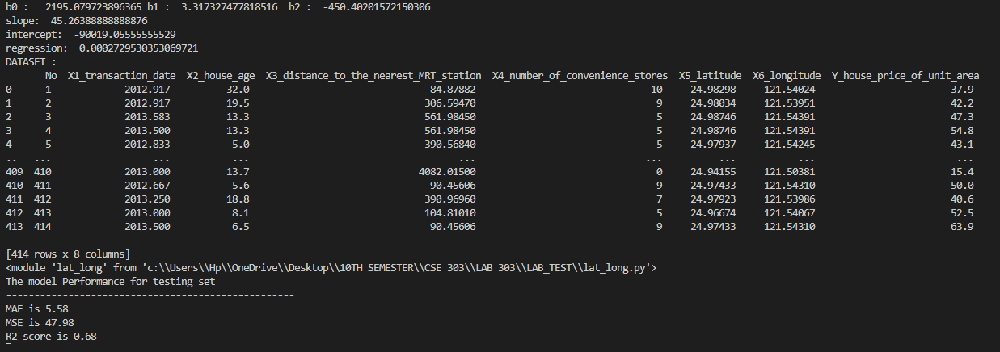 b0 :   2195.079723896365 b1 :  3.317327477818516  b2 :  -450.40201572150306
slope:  45.26388888888876
intercept:  -90019.05555555529
regression:  0.0002729530353069721
DATASET :
      No  X1_transaction_date  X2_house_age  X3_distance_to_the_nearest_MRT_station  X4_number_of_convenience_stores  X5_latitude  X6_longitude  Y_house_price_of_unit_area
0      1             2012.917          32.0                                84.87882                               10     24.98298     121.54024                        37.9
1      2             2012.917          19.5                               306.59470                                9     24.98034     121.53951                        42.2
2      3             2013.583          13.3                               561.98450                                5     24.98746     121.54391                        47.3
3      4             2013.500          13.3                               561.98450                                5     24.98746     121.54391                        54.8
4      5             2012.833           5.0                               390.56840                                5     24.97937     121.54245                        43.1
..   ...                  ...           ...                                     ...                              ...          ...           ...                         ...
409  410             2013.000          13.7                              4082.01500                                0     24.94155     121.50381                        15.4
410  411             2012.667           5.6                                90.45606                                9     24.97433     121.54310                        50.0
411  412             2013.250          18.8                               390.96960                                7     24.97923     121.53986                        40.6
412  413             2013.000           8.1                               104.81010                                5     24.96674     121.54067                        52.5
413  414             2013.500           6.5                                90.45606                                9     24.97433     121.54310                        63.9
[414 rows x 8 columns]
<module 'lat_long' from 'c:\\Users\\Hp\\OneDrive\\Desktop\\10TH SEMESTER\\CSE 303\\LAB 303\\LAB_TEST\\lat_long.py'>
The model Performance for testing set
---------------------------------------------------
MAE is 5.58
MSE is 47.98
R2 score is 0.68